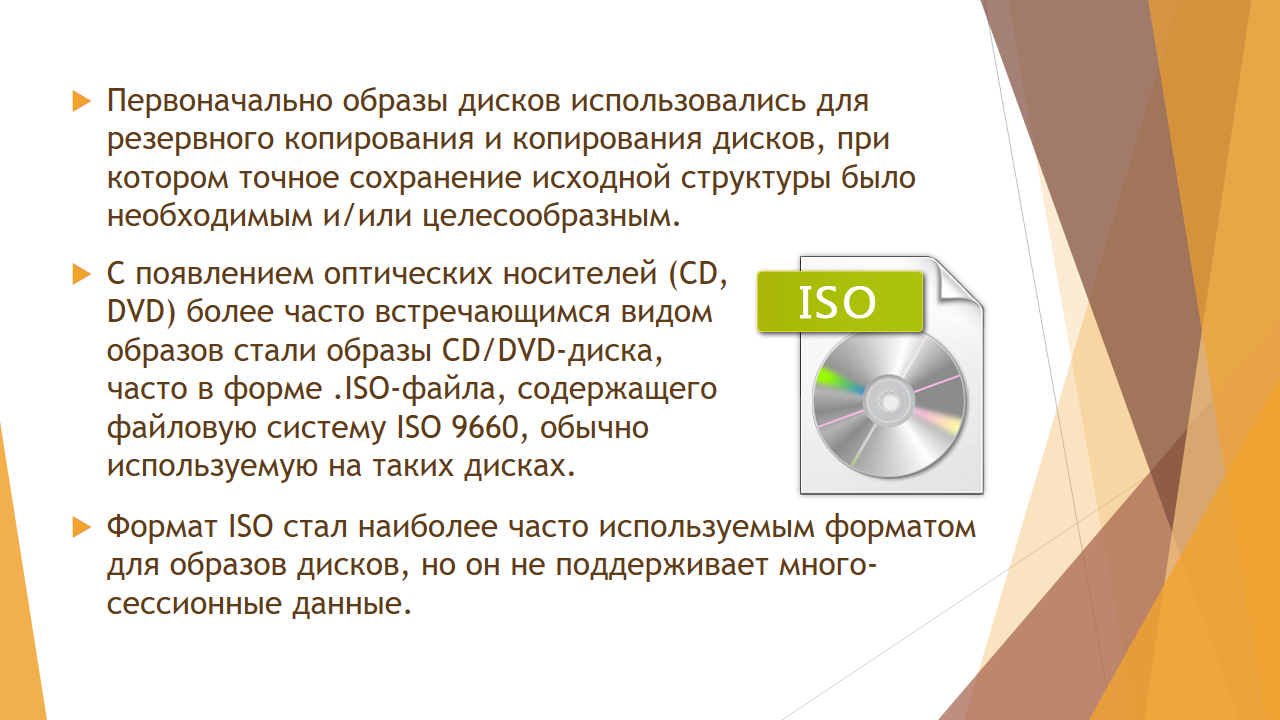 Первоначально образы дисков использовались для
резервного копирования и копирования дисков, при
котором точное сохранение исходной структуры было
необходимым и/или целесообразным.
С появлением оптических носителей (CD,
DVD) более часто встречающимся видом
образов стали образы CD/DVD-диска,
часто в форме .ISO-файла, содержащего
файловую систему ISO 9660, обычно
используемую на таких дисках.
ISO
Формат ISO стал наиболее часто используемым форматом
для образов дисков, но он не поддерживает много-
сессионные данные.